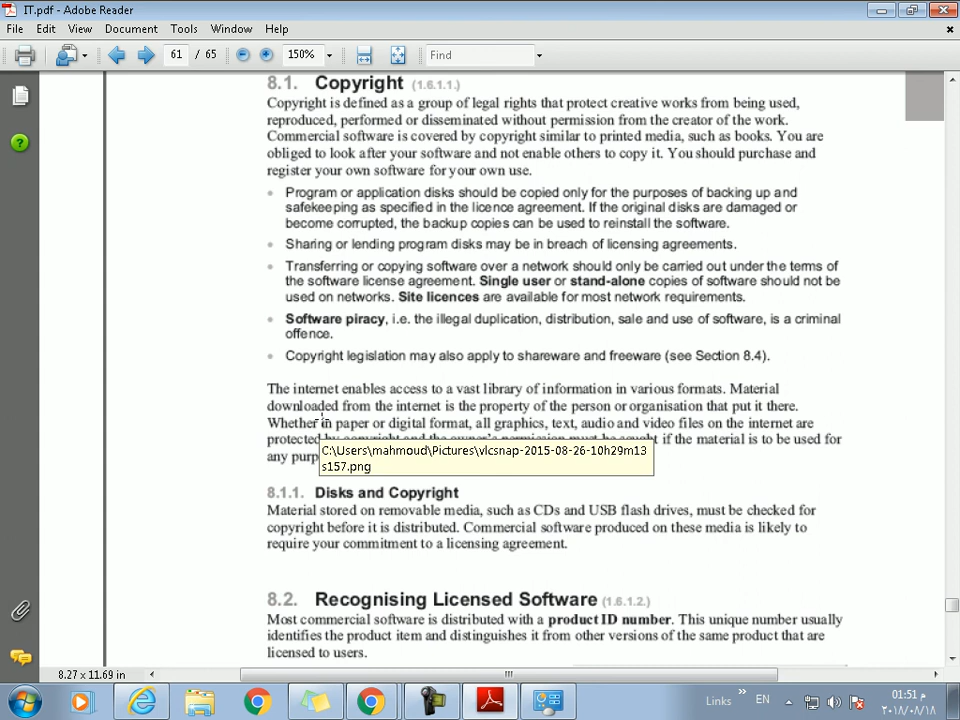 IT.pdf - Adobe Reader
File Edit View Document Tools Window Help
61 / 65 150% Find
8.1. Copyright (1.6.1.1.)
Copyright is defined as a group of legal rights that protect creative works from being used,
reproduced, performed or disseminated without permission from the creator of the work.
Commercial software is covered by copyright similar to printed media, such as books. You are
obliged to look after your software and not enable others to copy it. You should purchase and
register your own software for your own use.
• Program or application disks should be copied only for the purposes of backing up and
safekeeping as specified in the licence agreement. If the original disks are damaged or
become corrupted, the backup copies can be used to reinstall the software.
• Sharing or lending program disks may be in breach of licensing agreements.
• Transferring or copying software over a network should only be carried out under the terms of
the software license agreement. Single user or stand-alone copies of software should not be
used on networks. Site licences are available for most network requirements.
• Software piracy, i.e. the illegal duplication, distribution, sale and use of software, is a criminal
offence.
• Copyright legislation may also apply to shareware and freeware (see Section 8.4).
The internet enables access to a vast library of information in various formats. Material
downloaded from the internet is the property of the person or organisation that put it there.
Whether in paper or digital format, all graphics, text, audio and video files on the internet are
protected by copyright and the owner's permission must be sought if the material is to be used for
any purp
C:\Users\mahmoud\Pictures\vlcsnap-2015-08-26-10h29m13
s157.png
8.1.1. Disks and Copyright
Material stored on removable media, such as CDs and USB flash drives, must be checked for
copyright before it is distributed. Commercial software produced on these media is likely to
require your commitment to a licensing agreement.
8.2. Recognising Licensed Software (1.6.1.2.)
Most commercial software is distributed with a product ID number. This unique number usually
identifies the product item and distinguishes it from other versions of the same product that are
licensed to users.
8.27 x 11.69 in
Links » EN
01:51 م
٢٠١٨/٠٨/١٨